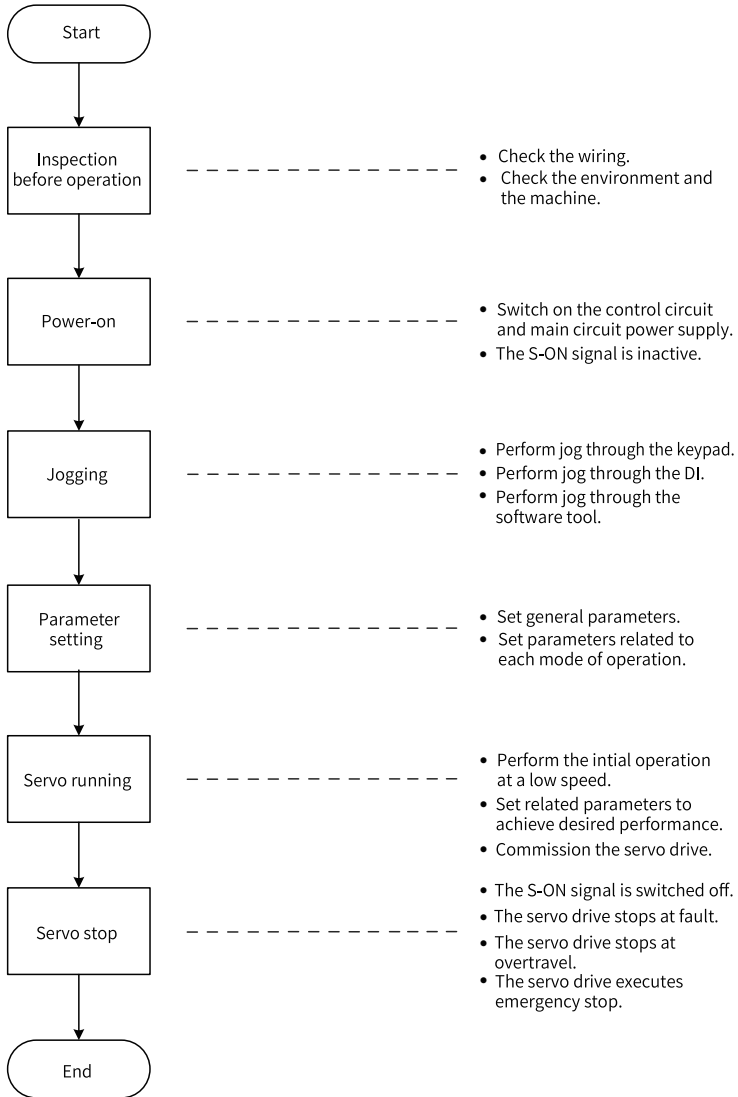 Start
Inspection
before operation
• Check the wiring.
• Check the environment and
the machine.
Power-on
• Switch on the control circuit
and main circuit power supply.
• The S-ON signal is inactive.
Jogging
• Perform jog through the keypad.
• Perform jog through the DI.
• Perform jog through the
software tool.
Parameter
setting
• Set general parameters.
• Set parameters related to
each mode of operation.
Servo running
• Perform the intial operation
at a low speed.
• Set related parameters to
achieve desired performance.
• Commission the servo drive.
Servo stop
• The S-ON signal is switched off.
• The servo drive stops at fault.
• The servo drive stops at
overtravel.
• The servo drive executes
emergency stop.
End